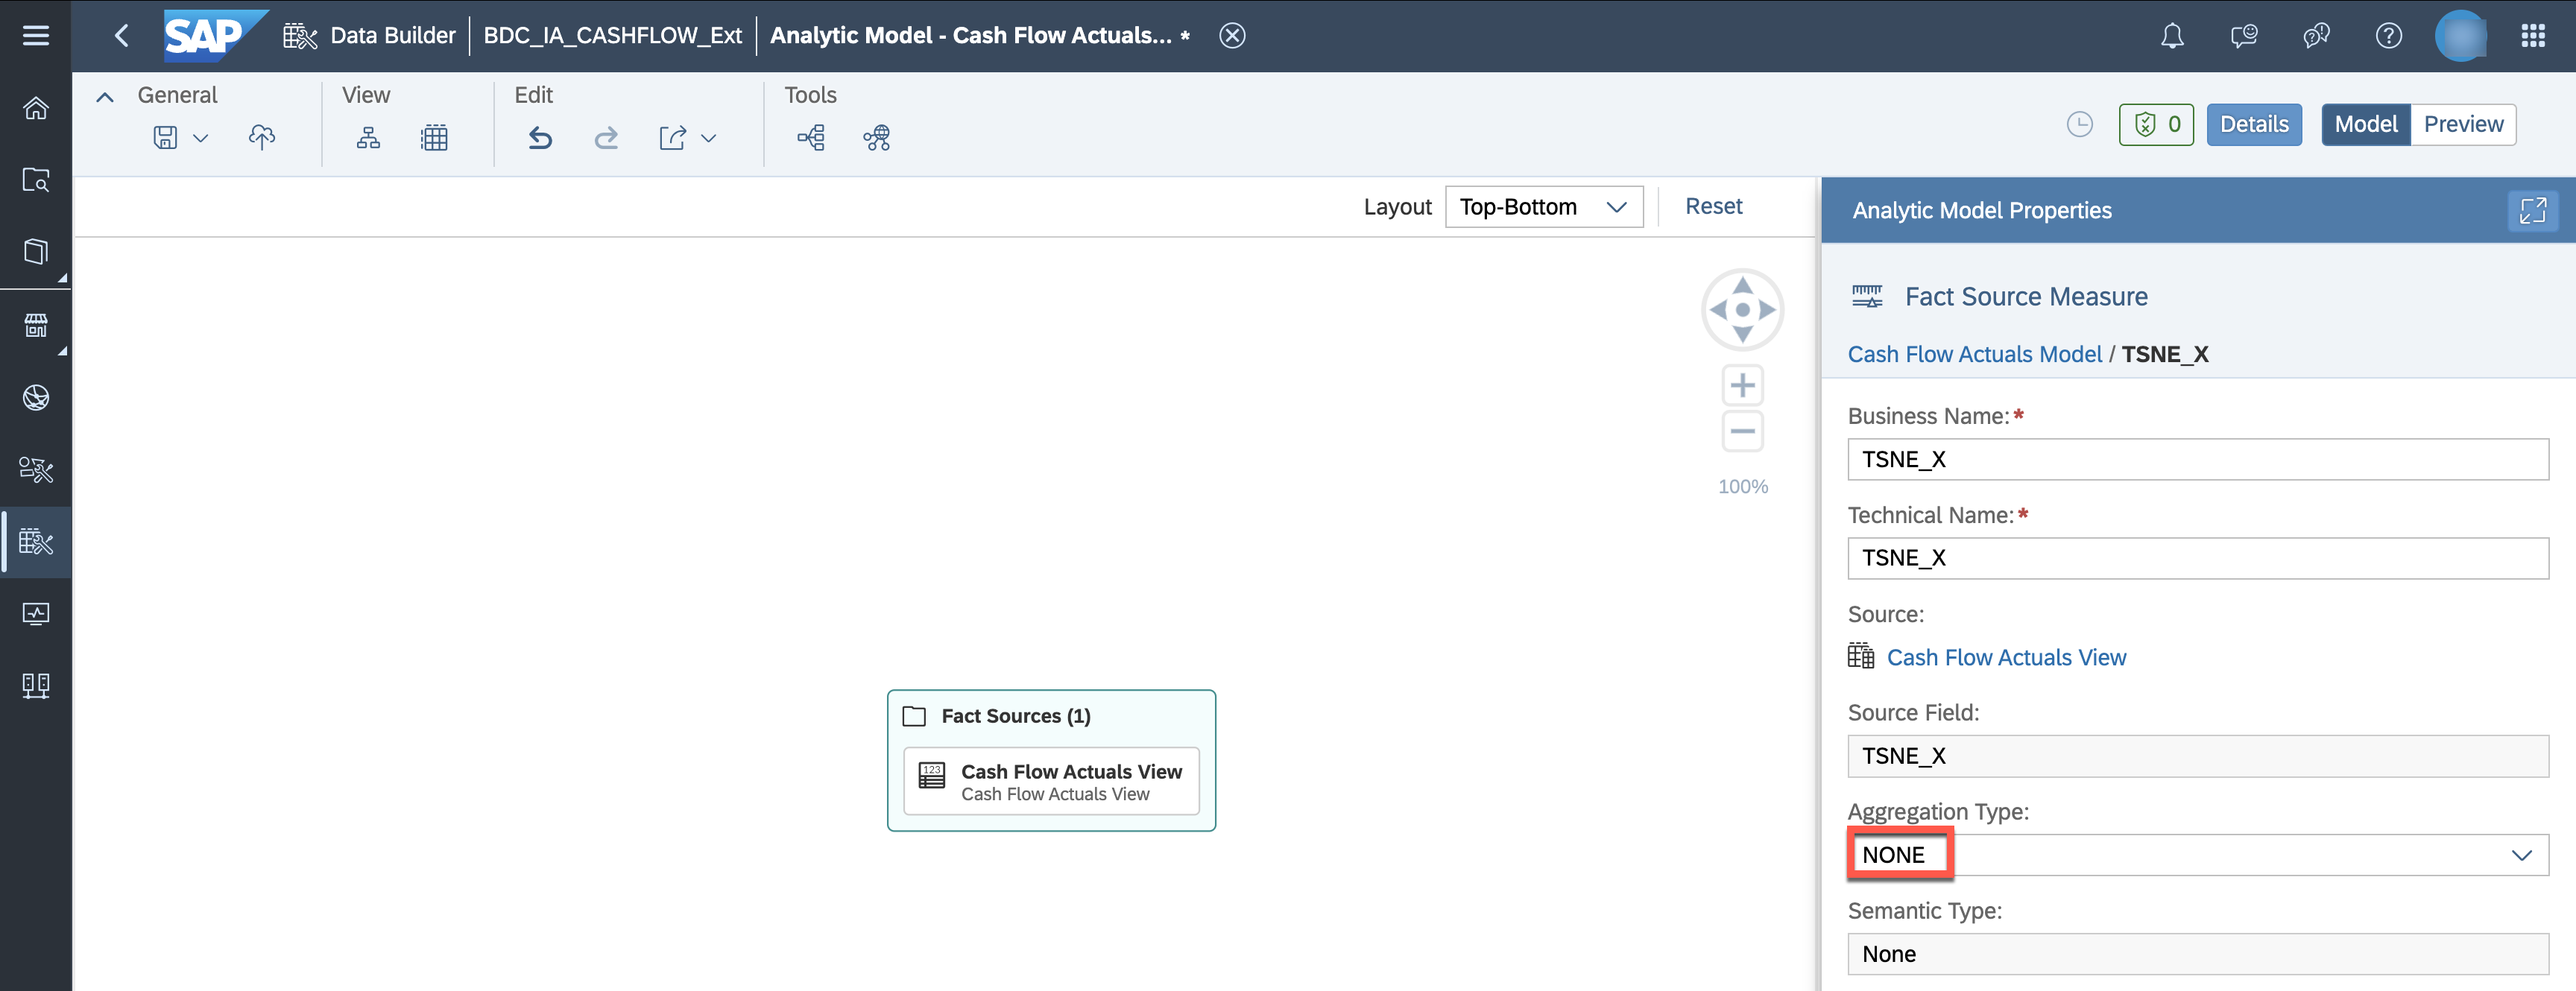 SAP
Data Builder
BDC_IA_CASHFLOW_Ext
Analytic Model - Cash Flow Actuals... *
General
View
Edit
Tools
0
Details
Model
Preview
Layout
Top-Bottom
Reset
100%
Fact Sources (1)
123
Cash Flow Actuals View
Cash Flow Actuals View
Analytic Model Properties
Fact Source Measure
Cash Flow Actuals Model / TSNE_X
Business Name:*
TSNE_X
Technical Name:*
TSNE_X
Source:
Cash Flow Actuals View
Source Field:
TSNE_X
Aggregation Type:
NONE
Semantic Type:
None